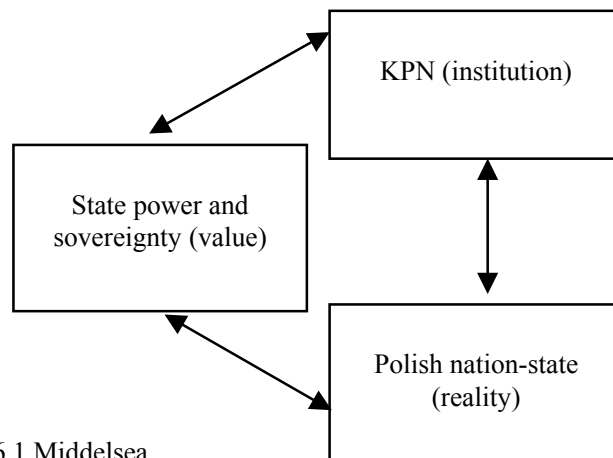 KPN (institution)
State power and
sovereignty (value)
Polish nation-state
(reality)
6.1 Middelsea